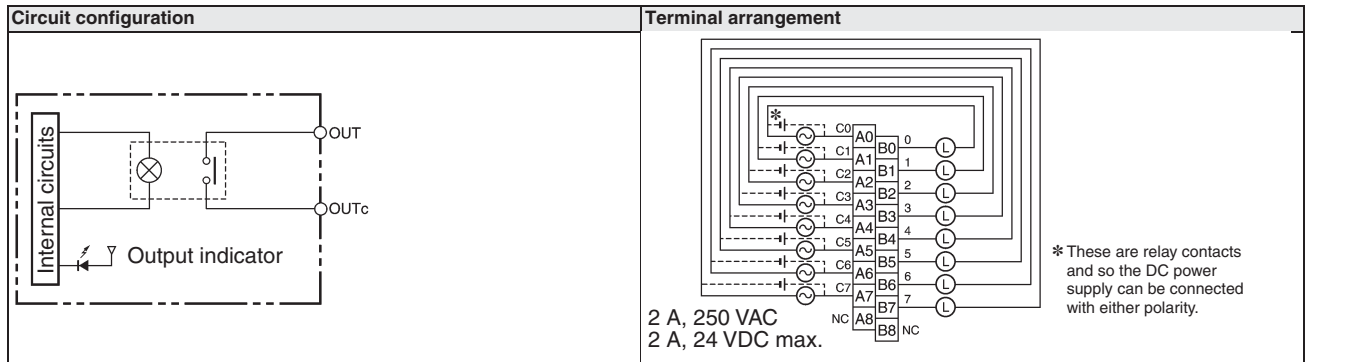 Circuit configuration
Terminal arrangement
Internal circuits
OUT
OUTc
Output indicator
*
C0 A0 B0 0 L
C1 A1 B1 1 L
C2 A2 B2 2 L
C3 A3 B3 3 L
C4 A4 B4 4 L
C5 A5 B5 5 L
C6 A6 B6 6 L
C7 A7 B7 7 L
NC A8 B8 NC
2 A, 250 VAC
2 A, 24 VDC max.
* These are relay contacts
and so the DC power
supply can be connected
with either polarity.